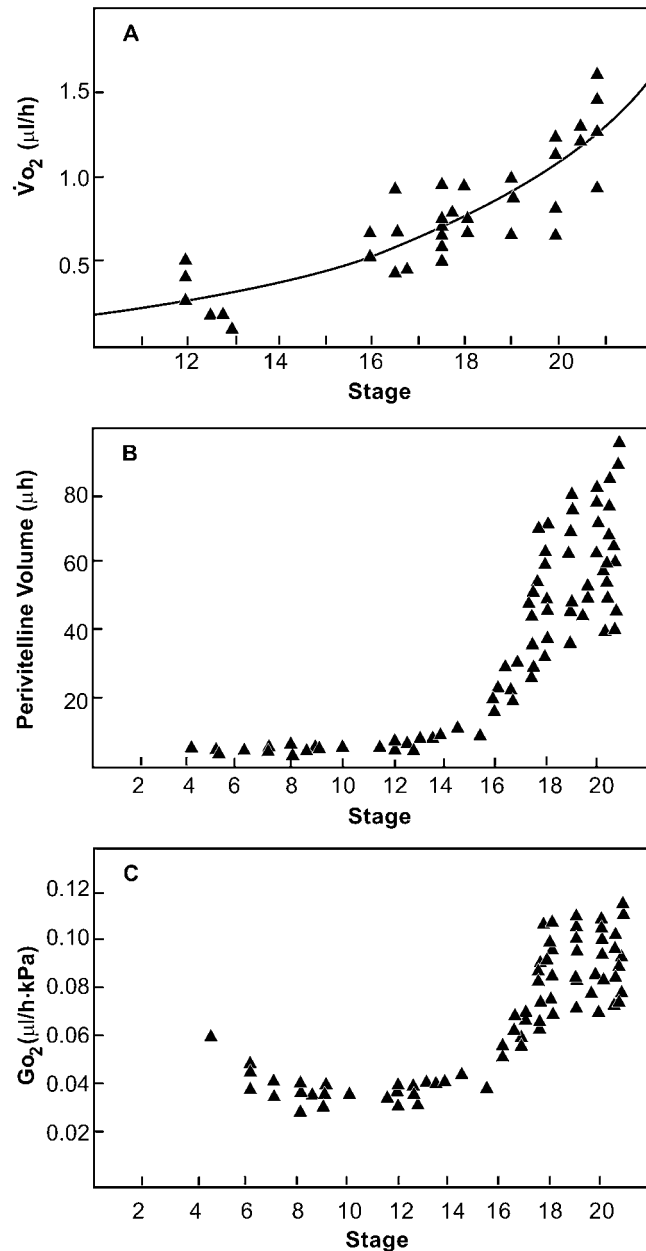 A
V̇o₂ (μl/h)
1.5
1.0
0.5
12 14 16 18 20
Stage
B
Perivitelline Volume (μh)
80
60
40
20
2 4 6 8 10 12 14 16 18 20
Stage
C
Go₂ (μl/h·kPa)
0.12
0.10
0.08
0.06
0.04
0.02
2 4 6 8 10 12 14 16 18 20
Stage